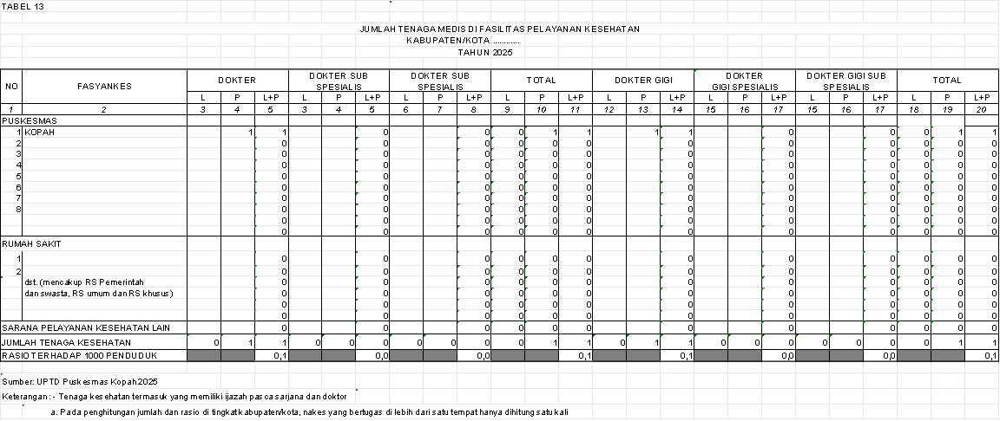 TABEL 13
JUMLAH TENAGA MEDIS DI FASILITAS PELAYANAN KESEHATAN
KABUPATEN/KOTA ...........
TAHUN 2025
NO FASYANKES DOKTER DOKTER SUB SPESIALIS DOKTER SUB SPESIALIS TOTAL DOKTER GIGI DOKTER GIGI SPESIALIS DOKTER GIGI SUB SPESIALIS TOTAL
L P L+P L P L+P L P L+P L P L+P L P L+P L P L+P L P L+P L P L+P
1 2 3 4 5 3 4 5 6 7 8 9 10 11 12 13 14 15 16 17 15 16 17 18 19 20
PUSKESMAS
1 KOPAH 1 1 0 0 0 1 1 1 1 0 0 0 1 1
2 0 0 0 0 0 0 0 0 0 0 0 0
3 0 0 0 0 0 0 0 0 0 0 0 0
4 0 0 0 0 0 0 0 0 0 0 0 0
5 0 0 0 0 0 0 0 0 0 0 0 0
6 0 0 0 0 0 0 0 0 0 0 0 0
7 0 0 0 0 0 0 0 0 0 0 0 0
8 0 0 0 0 0 0 0 0 0 0 0 0
0 0 0 0 0 0 0 0 0 0 0 0
0 0 0 0 0 0 0 0 0 0 0 0
RUMAH SAKIT
1 0 0 0 0 0 0 0 0 0 0 0 0
2 0 0 0 0 0 0 0 0 0 0 0 0
dst. (mencakup RS Pemerintah 0 0 0 0 0 0 0 0 0 0 0 0
dan swasta, RS umum dan RS khusus) 0 0 0 0 0 0 0 0 0 0 0 0
0 0 0 0 0 0 0 0 0 0 0 0
0 0 0 0 0 0 0 0 0 0 0 0
SARANA PELAYANAN KESEHATAN LAIN 0 0 0 0 0 0 0 0 0 0 0 0
JUMLAH TENAGA KESEHATAN 0 1 1 0 0 0 0 0 0 0 1 1 0 1 1 0 0 0 0 0 0 0 1 1
RASIO TERHADAP 1000 PENDUDUK 0,1 0,0 0,0 0,1 0,1 0,0 0,0 0,1
Sumber: UPTD Puskesmas Kopah 2025
Keterangan : - Tenaga kesehatan termasuk yang memiliki ijazah pasca sarjana dan doktor
a. Pada penghitungan jumlah dan rasio di tingkat kabupaten/kota, nakes yang bertugas di lebih dari satu tempat hanya dihitung satu kali